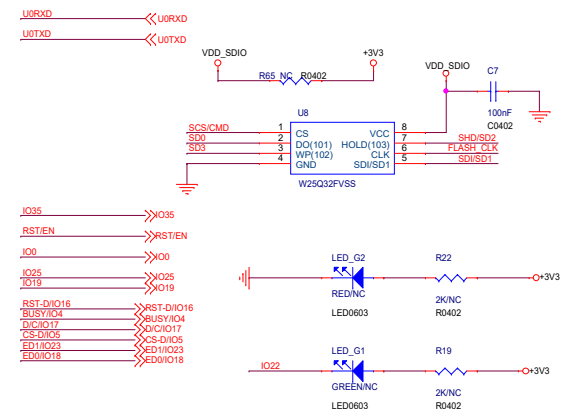 U0RXD U0RXD
U0TXD U0TXD
VDD_SDIO +3V3
R65 NC R0402
VDD_SDIO C7
100nF
C0402
U8
SCS/CMD 1 CS VCC 8
SD0 2 DO(101) HOLD(103) 7 SHD/SD2
SD3 3 WP(102) CLK 6 FLASH_CLK
4 GND SDI/SD1 5 SDI/SD1
W25Q32FVSS
IO35 IO35
RST/EN RST/EN
IO0 IO0
IO25 IO25
IO19 IO19
RST-D/IO16 RST-D/IO16
BUSY/IO4 BUSY/IO4
D/C/IO17 D/C/IO17
CS-D/IO5 CS-D/IO5
ED1/IO23 ED1/IO23
ED0/IO18 ED0/IO18
LED_G2 R22
+3V3
RED/NC 2K/NC
LED0603 R0402
LED_G1 R19
IO22 +3V3
GREEN/NC 2K/NC
LED0603 R0402